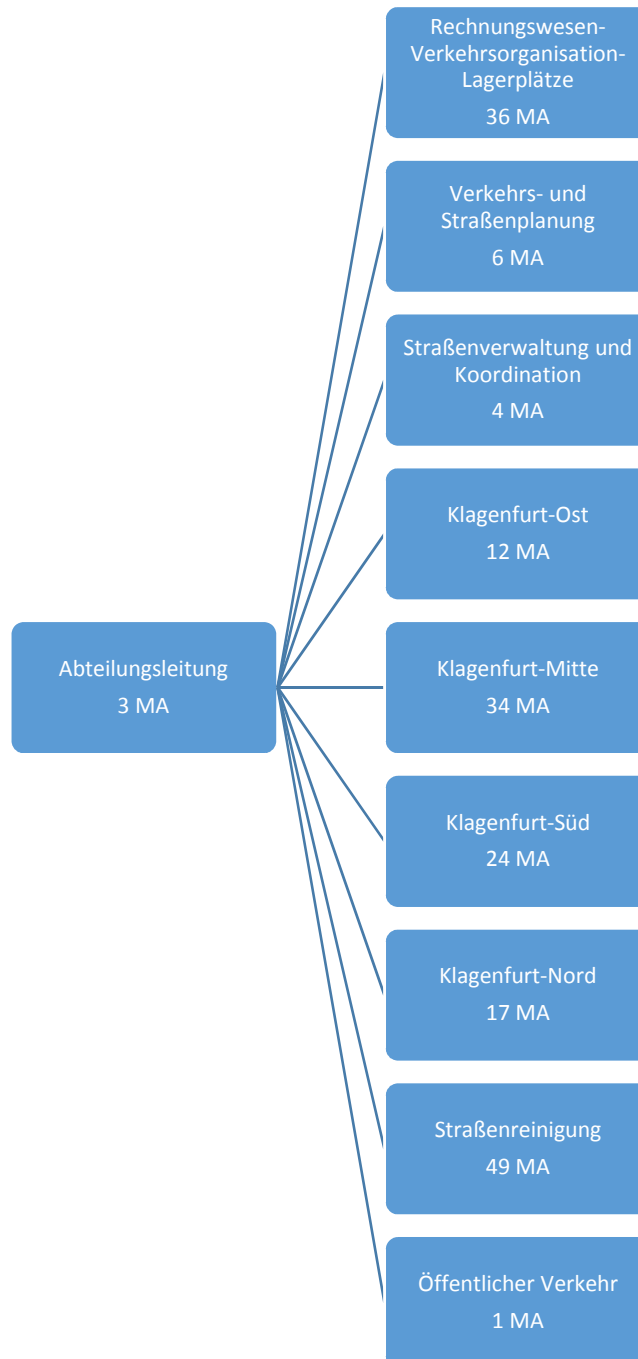 Rechnungswesen-
Verkehrsorganisation-
Lagerplätze
36 MA
Verkehrs- und
Straßenplanung
6 MA
Straßenverwaltung und
Koordination
4 MA
Klagenfurt-Ost
12 MA
Abteilungsleitung
3 MA
Klagenfurt-Mitte
34 MA
Klagenfurt-Süd
24 MA
Klagenfurt-Nord
17 MA
Straßenreinigung
49 MA
Öffentlicher Verkehr
1 MA